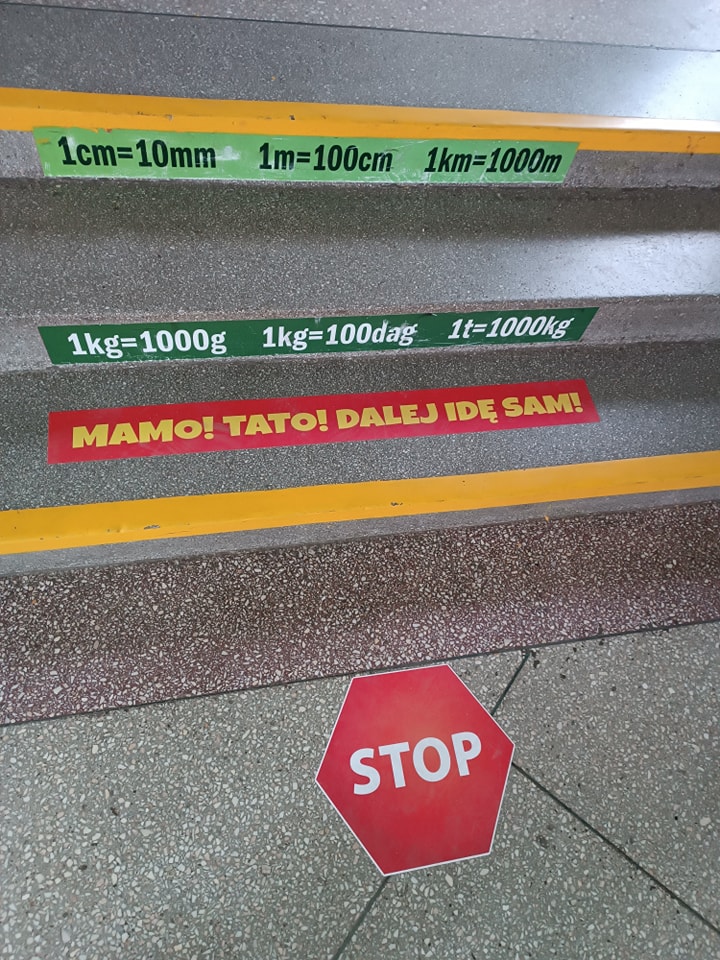 1cm=10mm 1m=100cm 1km=1000m
1kg=1000g 1kg=100dag 1t=1000kg
MAMO! TATO! DALEJ IDĘ SAM!
STOP